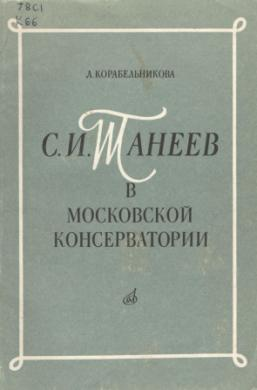 78С1
К66
Л. КОРАБЕЛЬНИКОВА
С. И. ТАНЕЕВ
В
МОСКОВСКОЙ
КОНСЕРВАТОРИИ